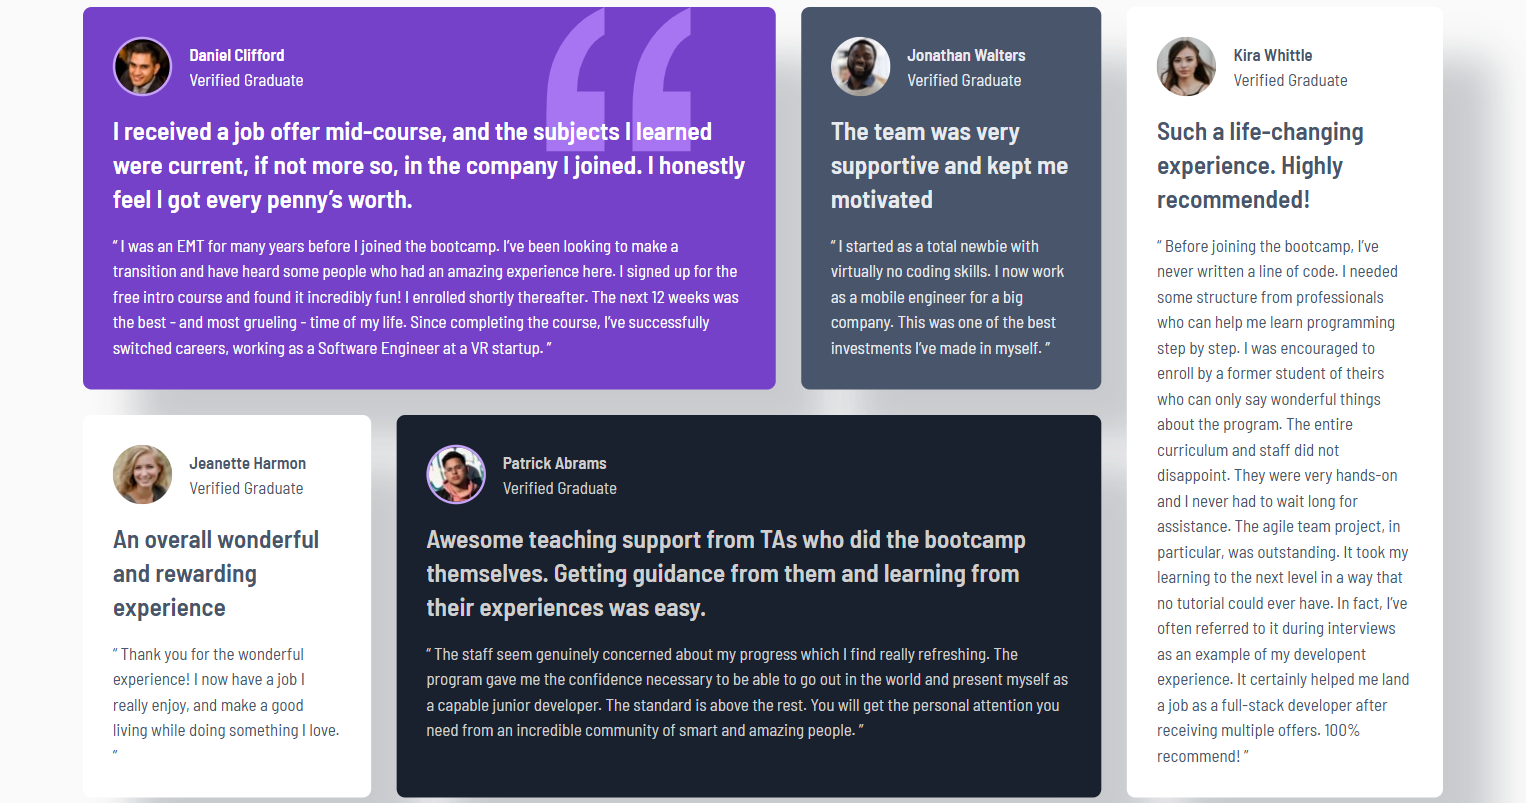 Daniel Clifford
Verified Graduate
I received a job offer mid-course, and the subjects I learned
were current, if not more so, in the company I joined. I honestly
feel I got every penny’s worth.
“ I was an EMT for many years before I joined the bootcamp. I’ve been looking to make a
transition and have heard some people who had an amazing experience here. I signed up for the
free intro course and found it incredibly fun! I enrolled shortly thereafter. The next 12 weeks was
the best - and most grueling - time of my life. Since completing the course, I’ve successfully
switched careers, working as a Software Engineer at a VR startup. ”
Jonathan Walters
Verified Graduate
The team was very
supportive and kept me
motivated
“ I started as a total newbie with
virtually no coding skills. I now work
as a mobile engineer for a big
company. This was one of the best
investments I’ve made in myself. ”
Kira Whittle
Verified Graduate
Such a life-changing
experience. Highly
recommended!
“ Before joining the bootcamp, I’ve
never written a line of code. I needed
some structure from professionals
who can help me learn programming
step by step. I was encouraged to
enroll by a former student of theirs
who can only say wonderful things
about the program. The entire
curriculum and staff did not
disappoint. They were very hands-on
and I never had to wait long for
assistance. The agile team project, in
particular, was outstanding. It took my
learning to the next level in a way that
no tutorial could ever have. In fact, I’ve
often referred to it during interviews
as an example of my developent
experience. It certainly helped me land
a job as a full-stack developer after
receiving multiple offers. 100%
recommend! ”
Jeanette Harmon
Verified Graduate
An overall wonderful
and rewarding
experience
“ Thank you for the wonderful
experience! I now have a job I
really enjoy, and make a good
living while doing something I love.
”
Patrick Abrams
Verified Graduate
Awesome teaching support from TAs who did the bootcamp
themselves. Getting guidance from them and learning from
their experiences was easy.
“ The staff seem genuinely concerned about my progress which I find really refreshing. The
program gave me the confidence necessary to be able to go out in the world and present myself as
a capable junior developer. The standard is above the rest. You will get the personal attention you
need from an incredible community of smart and amazing people. ”